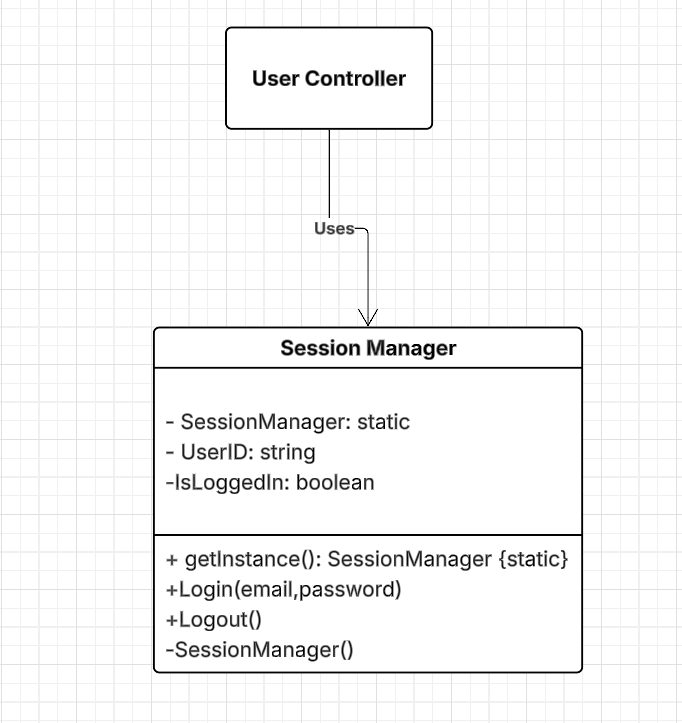 User Controller
Uses
Session Manager
- SessionManager: static
- UserID: string
-IsLoggedIn: boolean
+ getInstance(): SessionManager {static}
+Login(email,password)
+Logout()
-SessionManager()